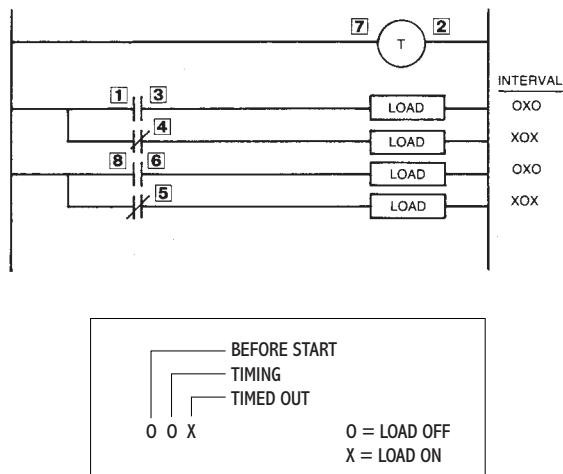 7 T 2
INTERVAL
1 3 LOAD OXO
4 LOAD XOX
8 6 LOAD OXO
5 LOAD XOX
BEFORE START
TIMING
TIMED OUT
O O X O = LOAD OFF
X = LOAD ON